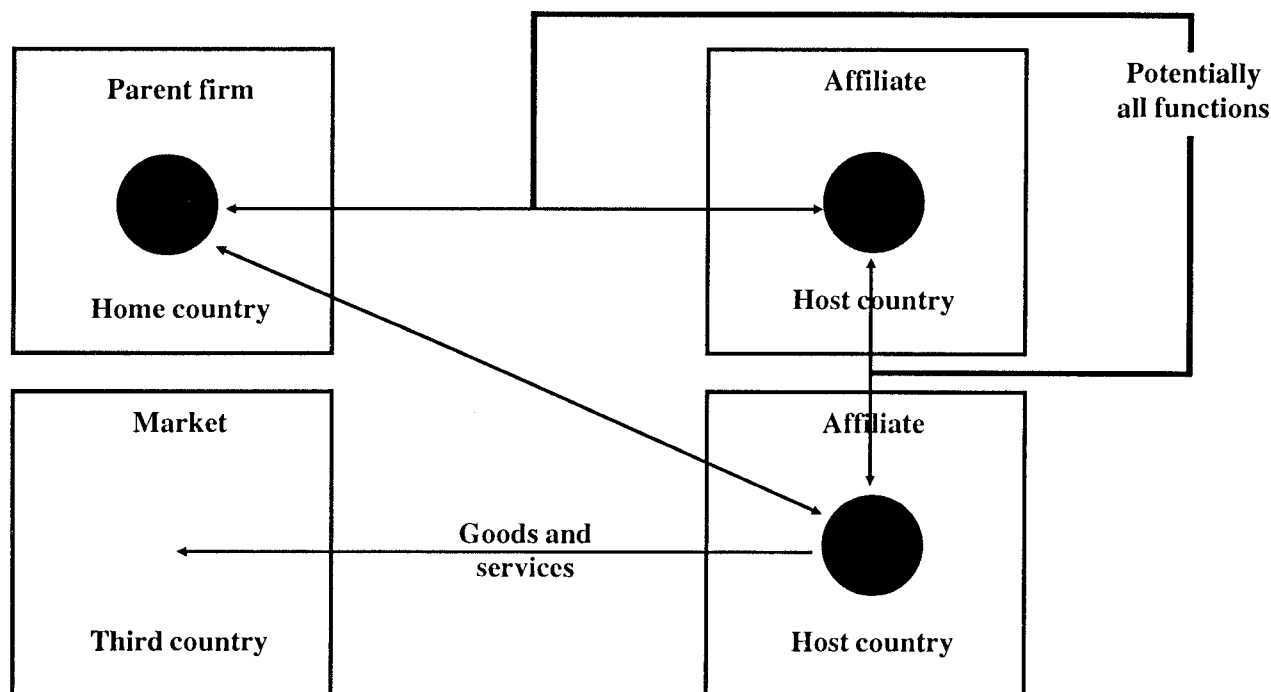 Parent firm
Affiliate
Potentially
all functions
Home country
Host country
Market
Affiliate
Goods and
services
Third country
Host country